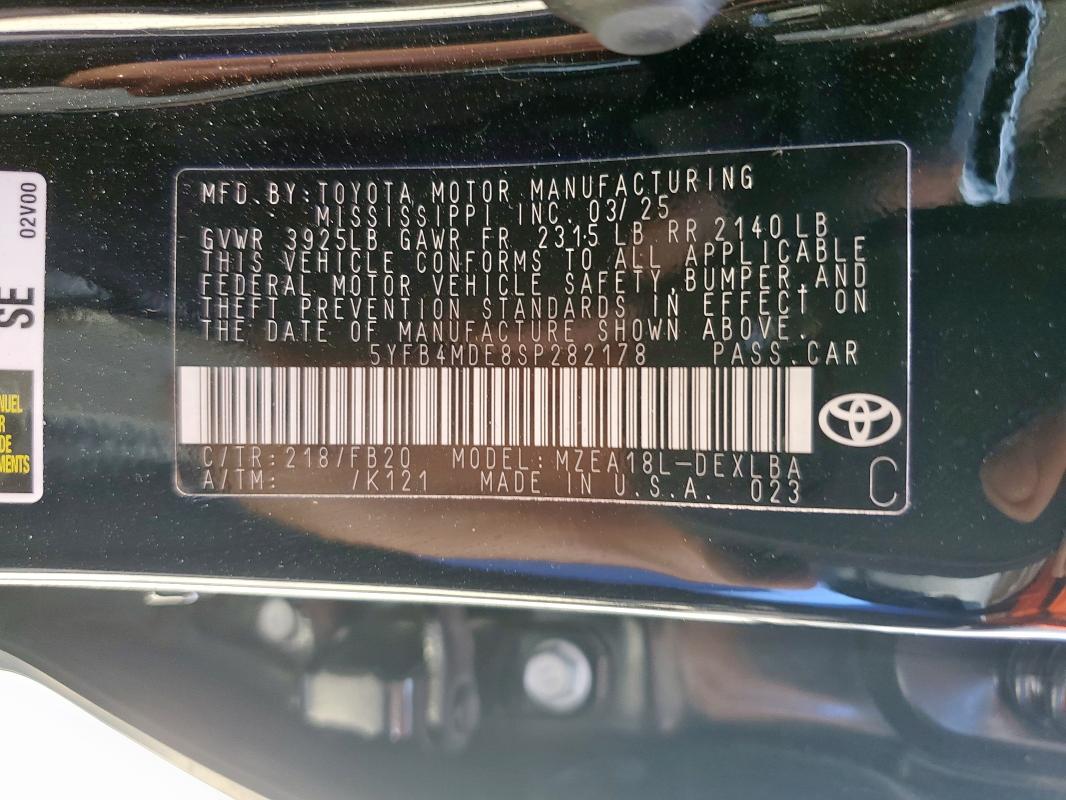 MFD.BY:TOYOTA MOTOR MANUFACTURING
MISSISSIPPI INC. 03/25
GVWR 3925LB GAWR FR 2315 LB RR 2140 LB
THIS VEHICLE CONFORMS TO ALL APPLICABLE
FEDERAL MOTOR VEHICLE SAFETY,BUMPER,AND
THEFT PREVENTION STANDARDS IN EFFECT ON
THE DATE OF MANUFACTURE SHOWN ABOVE.
5YFB4MDE8SP282178 PASS.CAR
C/TR:218/FB20 MODEL:MZEA18L-DEXLBA
A/TM: /K121 MADE IN U.S.A. 023
C
02V00
SE